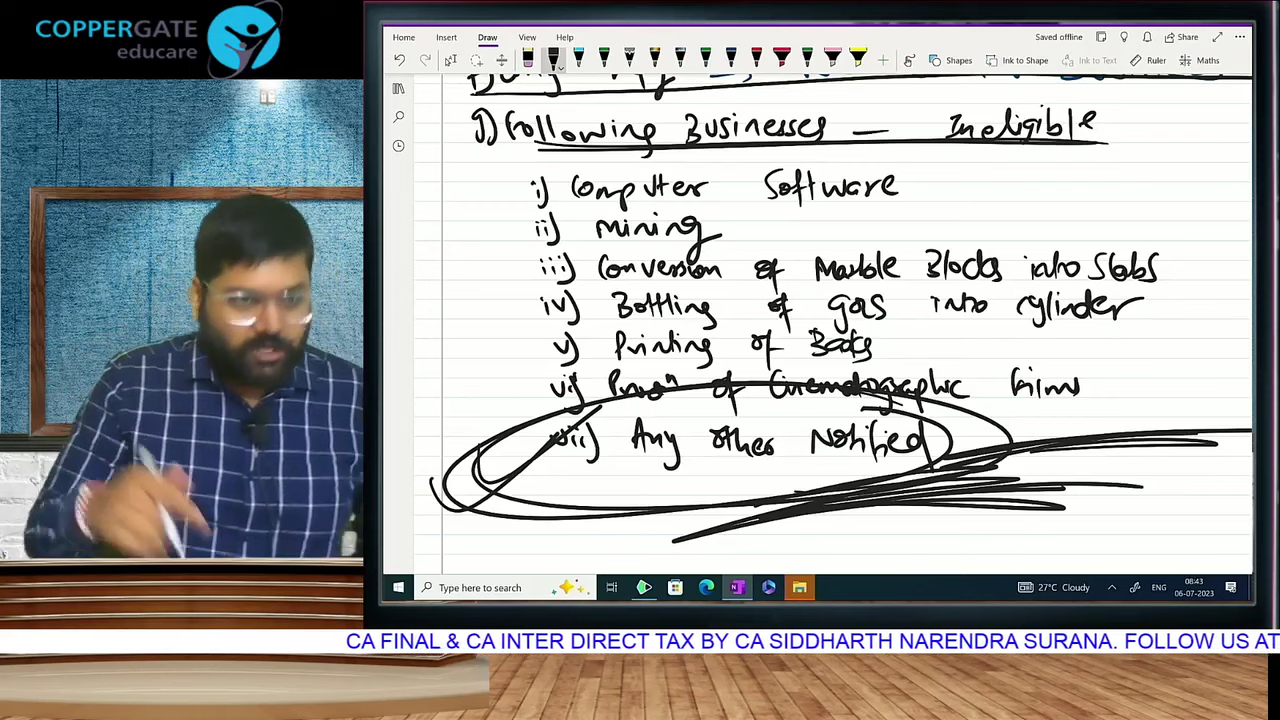 COPPERGATE
educare
Home Insert Draw View Help
Saved offline
Share
Shapes
Ink to Shape
Ink to Text
Ruler
Maths
1) Following Businesses — Ineligible
i) Computer Software
ii) Mining
iii) Conversion of Marble Blocks into Slabs
iv) Bottling of gas into cylinder
v) Printing of Books
vi) Prodn of Cinematographic films
vii) Any other Notified
Type here to search
27°C Cloudy
ENG
08:43
06-07-2023
CA FINAL & CA INTER DIRECT TAX BY CA SIDDHARTH NARENDRA SURANA. FOLLOW US AT